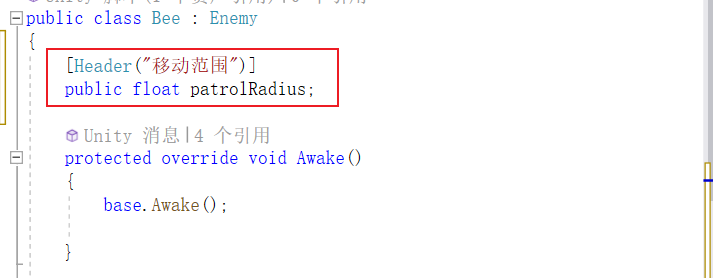 public class Bee : Enemy
{
[Header("移动范围")]
public float patrolRadius;
Unity 消息|4 个引用
protected override void Awake()
{
base.Awake();
}